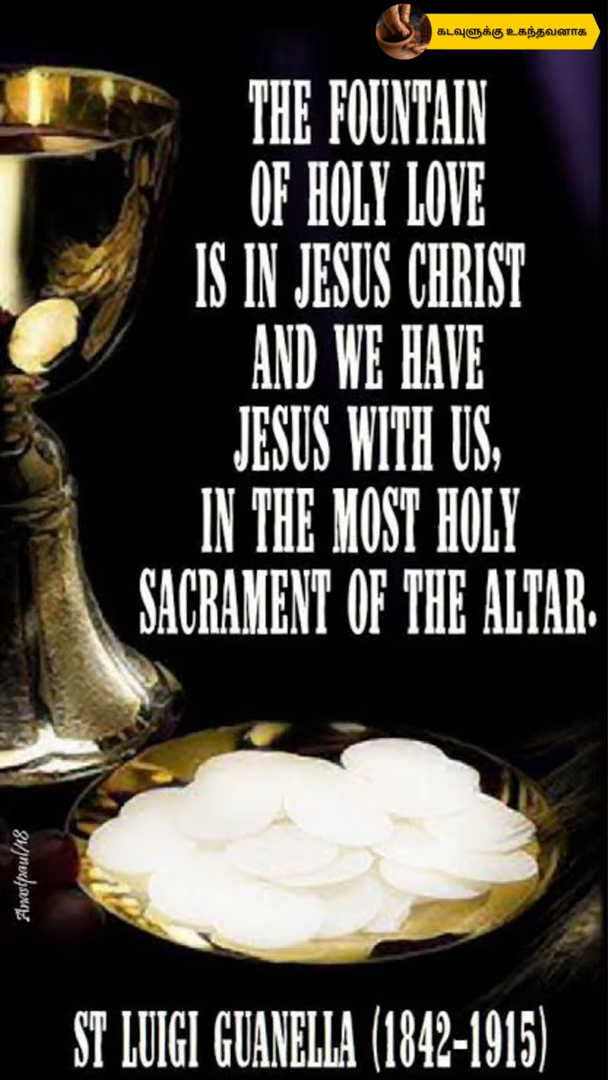 கடவுளுக்கு உகந்தவனாக
THE FOUNTAIN
OF HOLY LOVE
IS IN JESUS CHRIST
AND WE HAVE
JESUS WITH US,
IN THE MOST HOLY
SACRAMENT OF THE ALTAR.
Anastpaul/18
ST LUIGI GUANELLA (1842-1915)